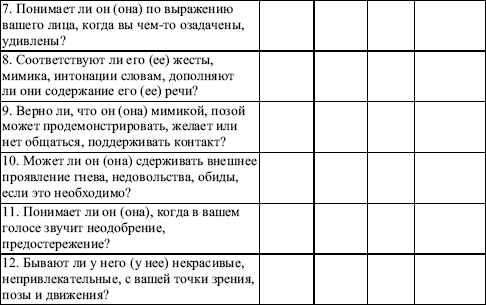 7. Понимает ли он (она) по выражению
вашего лица, когда вы чем-то озадачены,
удивлены?
8. Соответствуют ли его (ее) жесты,
мимика, интонации словам, дополняют
ли они содержание его (ее) речи?
9. Верно ли, что он (она) мимикой, позой
может продемонстрировать, желает или
нет общаться, поддерживать контакт?
10. Может ли он (она) сдерживать внешнее
проявление гнева, недовольства, обиды,
если это необходимо?
11. Понимает ли он (она), когда в вашем
голосе звучит неодобрение,
предостережение?
12. Бывают ли у него (у нее) некрасивые,
непривлекательные, с вашей точки зрения,
позы и движения?